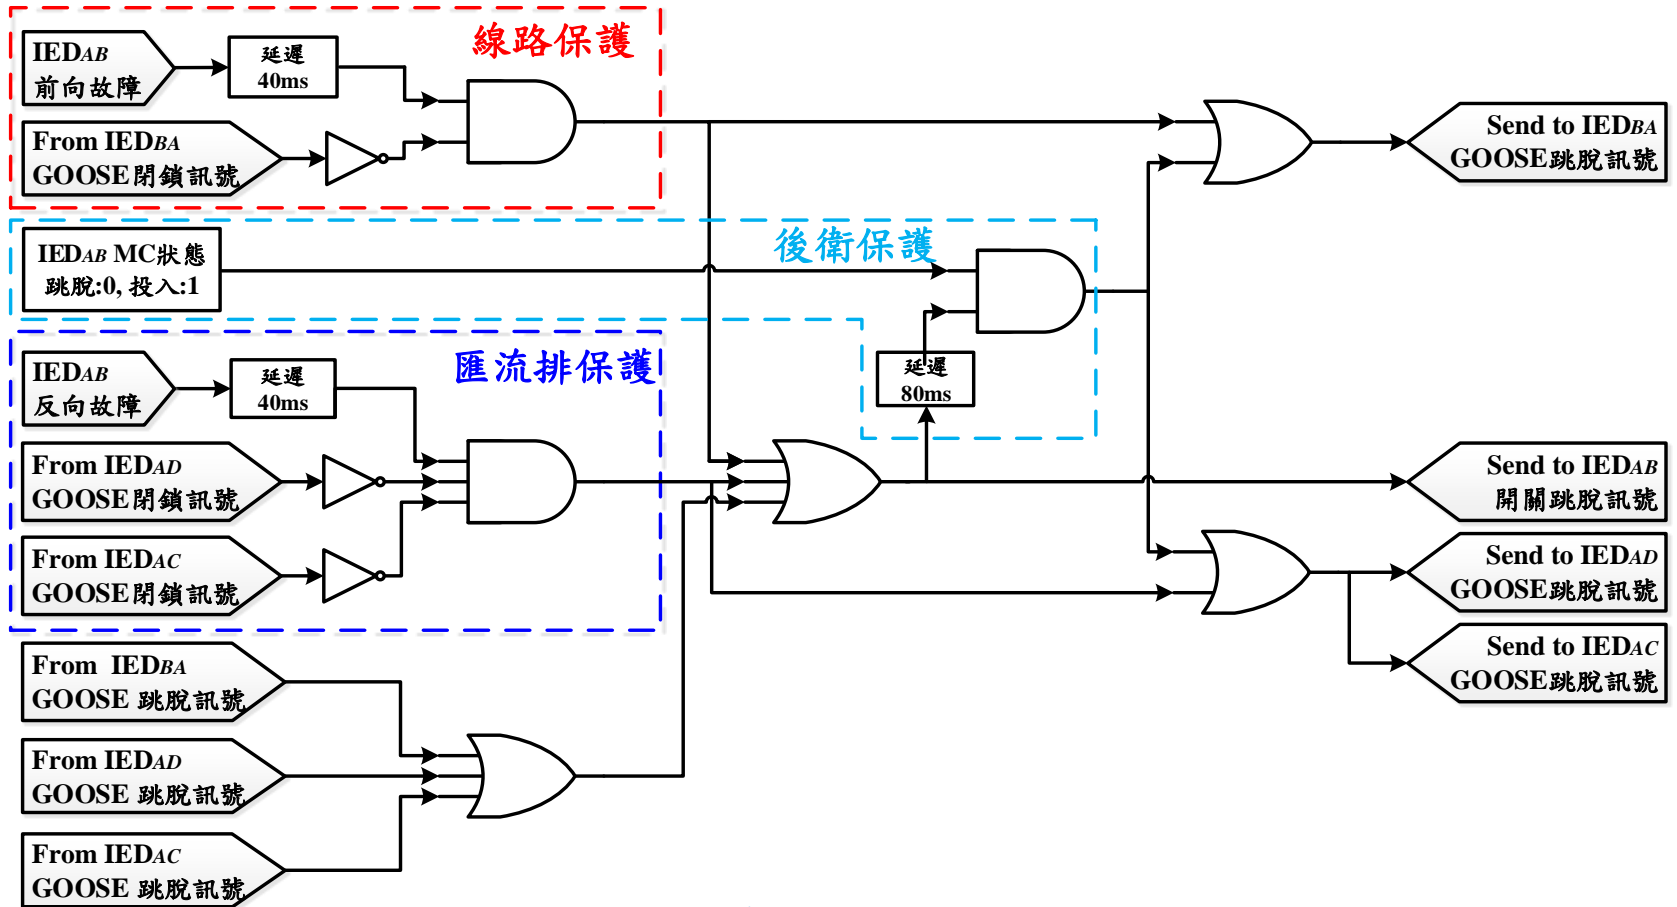 線路保護
IEDAB
前向故障
延遲
40ms
From IEDBA
GOOSE閉鎖訊號
後衛保護
IEDAB MC狀態
跳脫:0, 投入:1
延遲
80ms
匯流排保護
IEDAB
反向故障
延遲
40ms
From IEDAD
GOOSE閉鎖訊號
From IEDAC
GOOSE閉鎖訊號
From IEDBA
GOOSE 跳脫訊號
From IEDAD
GOOSE 跳脫訊號
From IEDAC
GOOSE 跳脫訊號
Send to IEDBA
GOOSE跳脫訊號
Send to IEDAB
開關跳脫訊號
Send to IEDAD
GOOSE跳脫訊號
Send to IEDAC
GOOSE跳脫訊號